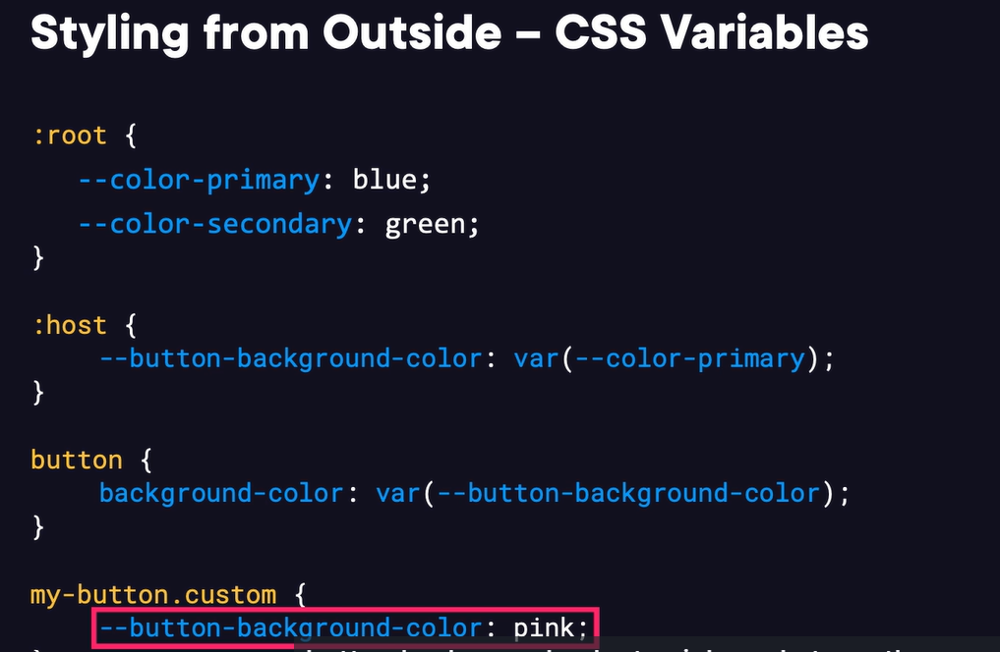 Styling from Outside – CSS Variables
:root {
--color-primary: blue;
--color-secondary: green;
}
:host {
--button-background-color: var(--color-primary);
}
button {
background-color: var(--button-background-color);
}
my-button.custom {
--button-background-color: pink;